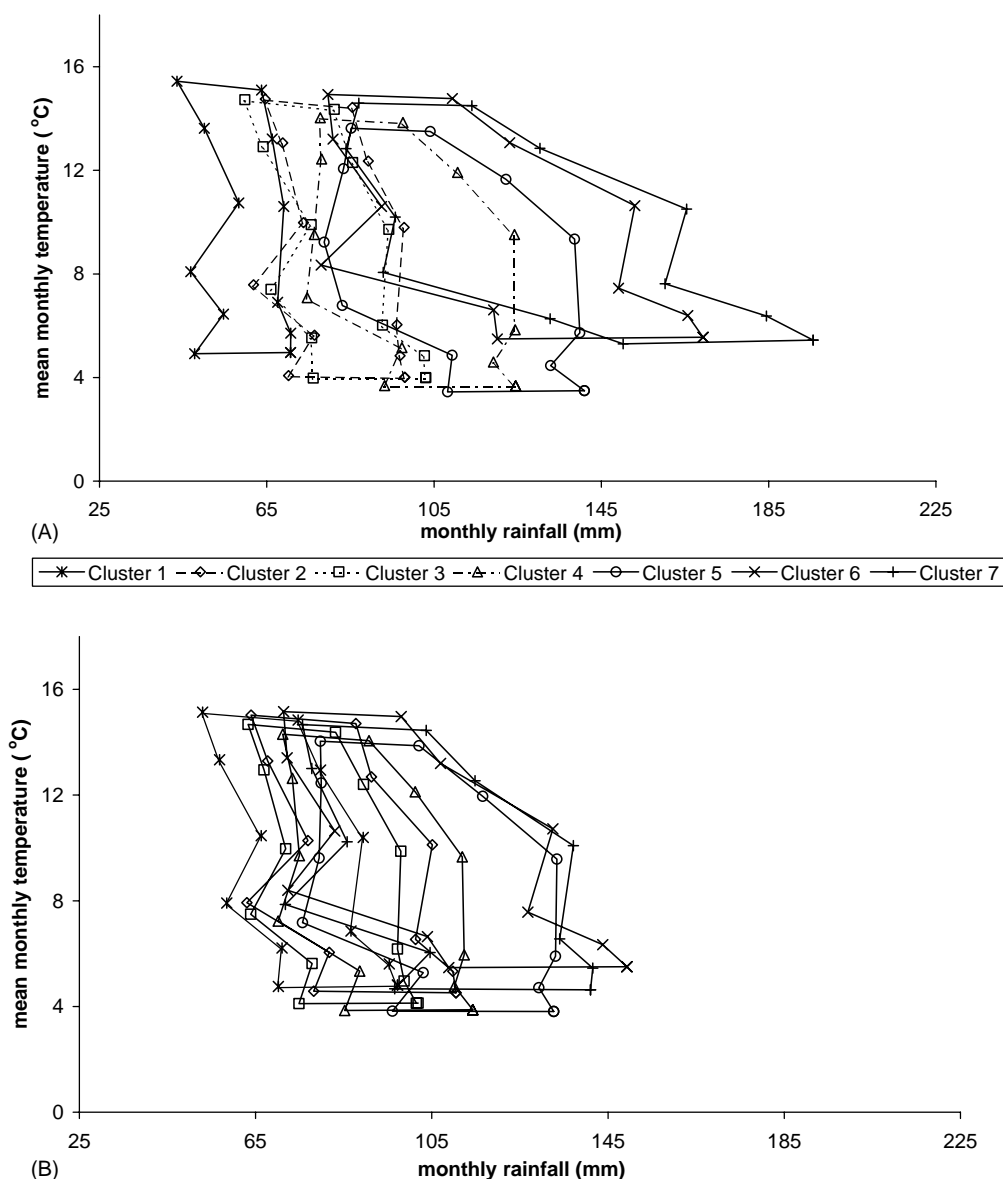 16
12
8
4
0
mean monthly temperature ( °C)
25 65 105 145 185 225
monthly rainfall (mm)
(A)
Cluster 1 Cluster 2 Cluster 3 Cluster 4 Cluster 5 Cluster 6 Cluster 7
16
12
8
4
0
mean monthly temperature ( °C)
25 65 105 145 185 225
monthly rainfall (mm)
(B)